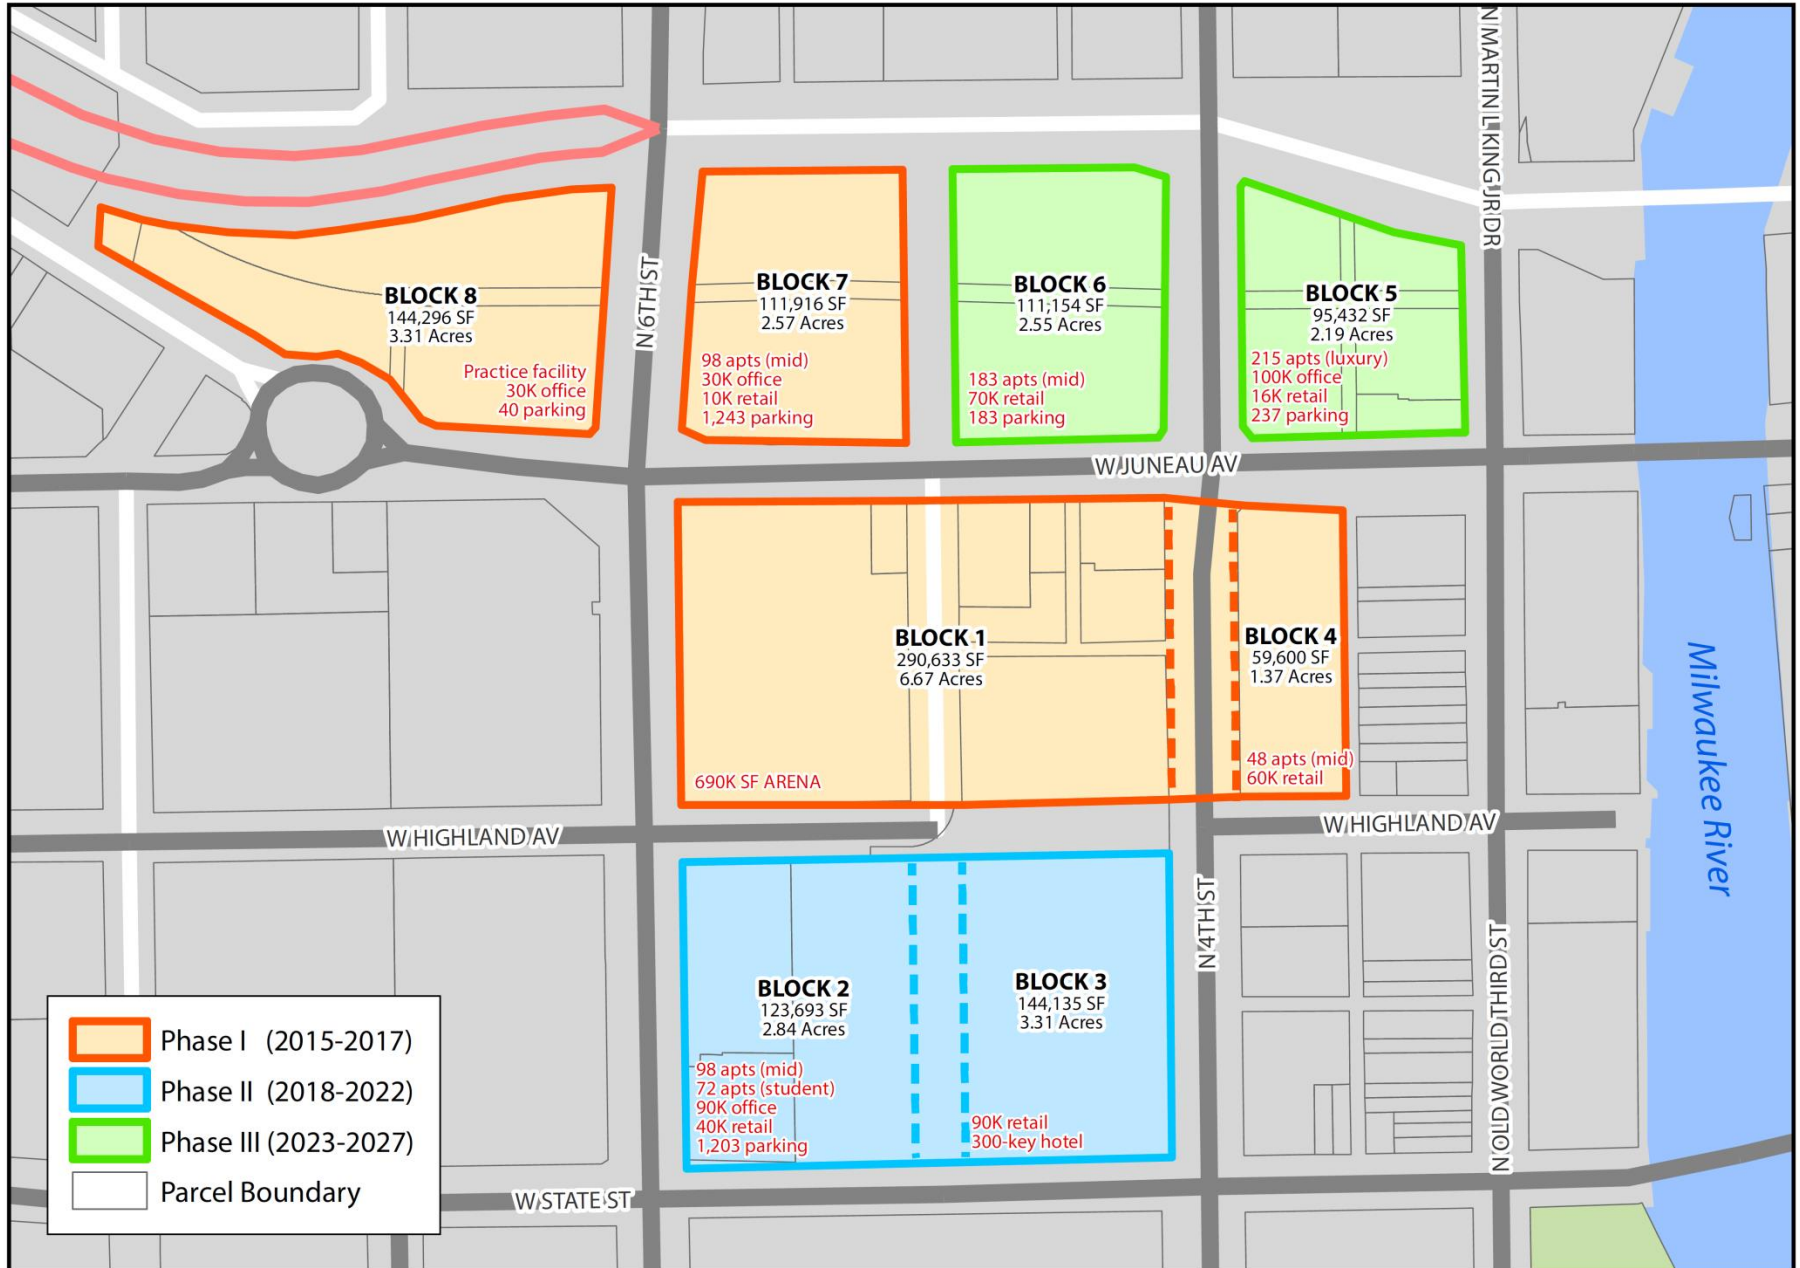 N MARTIN L KING JR DR
N 6TH ST
BLOCK 8
144,296 SF
3.31 Acres
Practice facility
30K office
40 parking
BLOCK 7
111,916 SF
2.57 Acres
98 apts (mid)
30K office
10K retail
1,243 parking
BLOCK 6
111,154 SF
2.55 Acres
183 apts (mid)
70K retail
183 parking
BLOCK 5
95,432 SF
2.19 Acres
215 apts (luxury)
100K office
16K retail
237 parking
W JUNEAU AV
BLOCK 1
290,633 SF
6.67 Acres
690K SF ARENA
BLOCK 4
59,600 SF
1.37 Acres
48 apts (mid)
60K retail
Milwaukee River
W HIGHLAND AV
W HIGHLAND AV
N 4TH ST
N OLD WORLD THIRD ST
BLOCK 2
123,693 SF
2.84 Acres
98 apts (mid)
72 apts (student)
90K office
40K retail
1,203 parking
BLOCK 3
144,135 SF
3.31 Acres
90K retail
300-key hotel
W STATE ST
Phase I (2015-2017)
Phase II (2018-2022)
Phase III (2023-2027)
Parcel Boundary